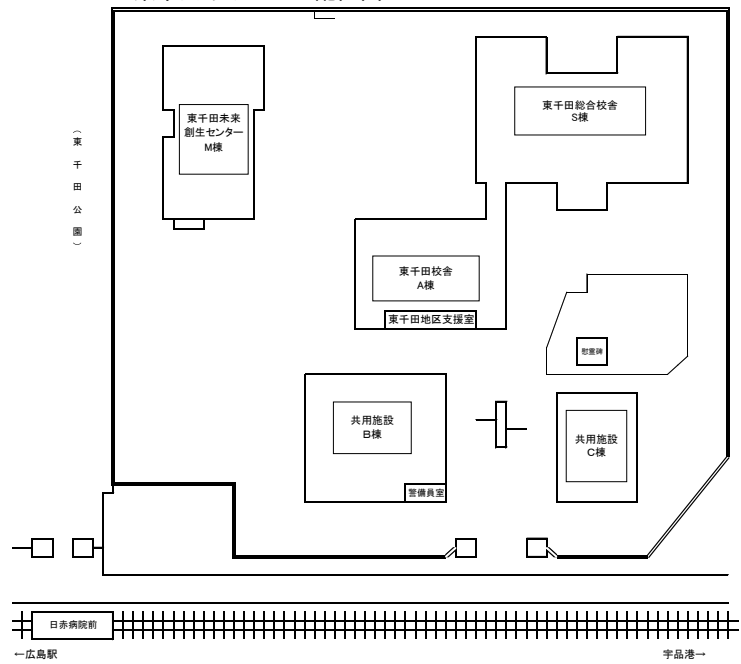 東千田未来
創生センター
M棟
東千田総合校舎
S棟
（東千田公園）
東千田校舎
A棟
東千田地区支援室
慰霊碑
共用施設
B棟
共用施設
C棟
警備員室
日赤病院前
←広島駅
宇品港→